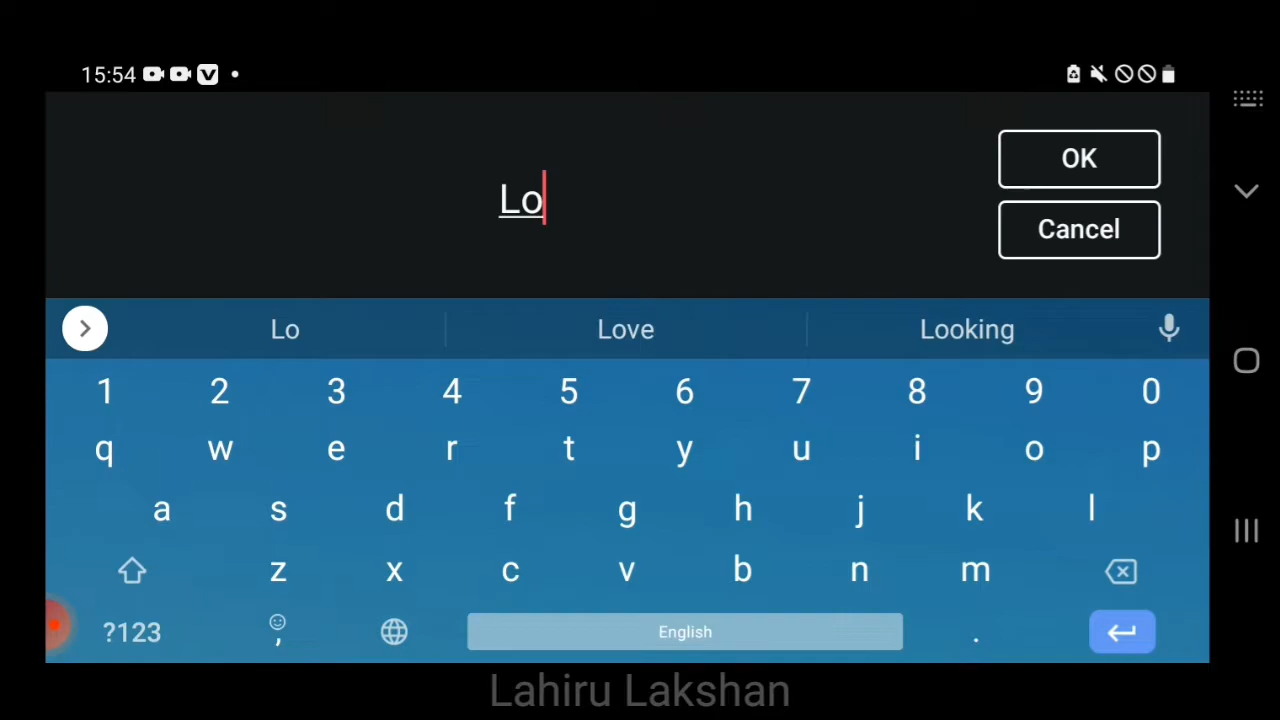 15:54
Lo
OK
Cancel
Lo Love Looking
1 2 3 4 5 6 7 8 9 0
q w e r t y u i o p
a s d f g h j k l
z x c v b n m
?123 , English .
Lahiru Lakshan